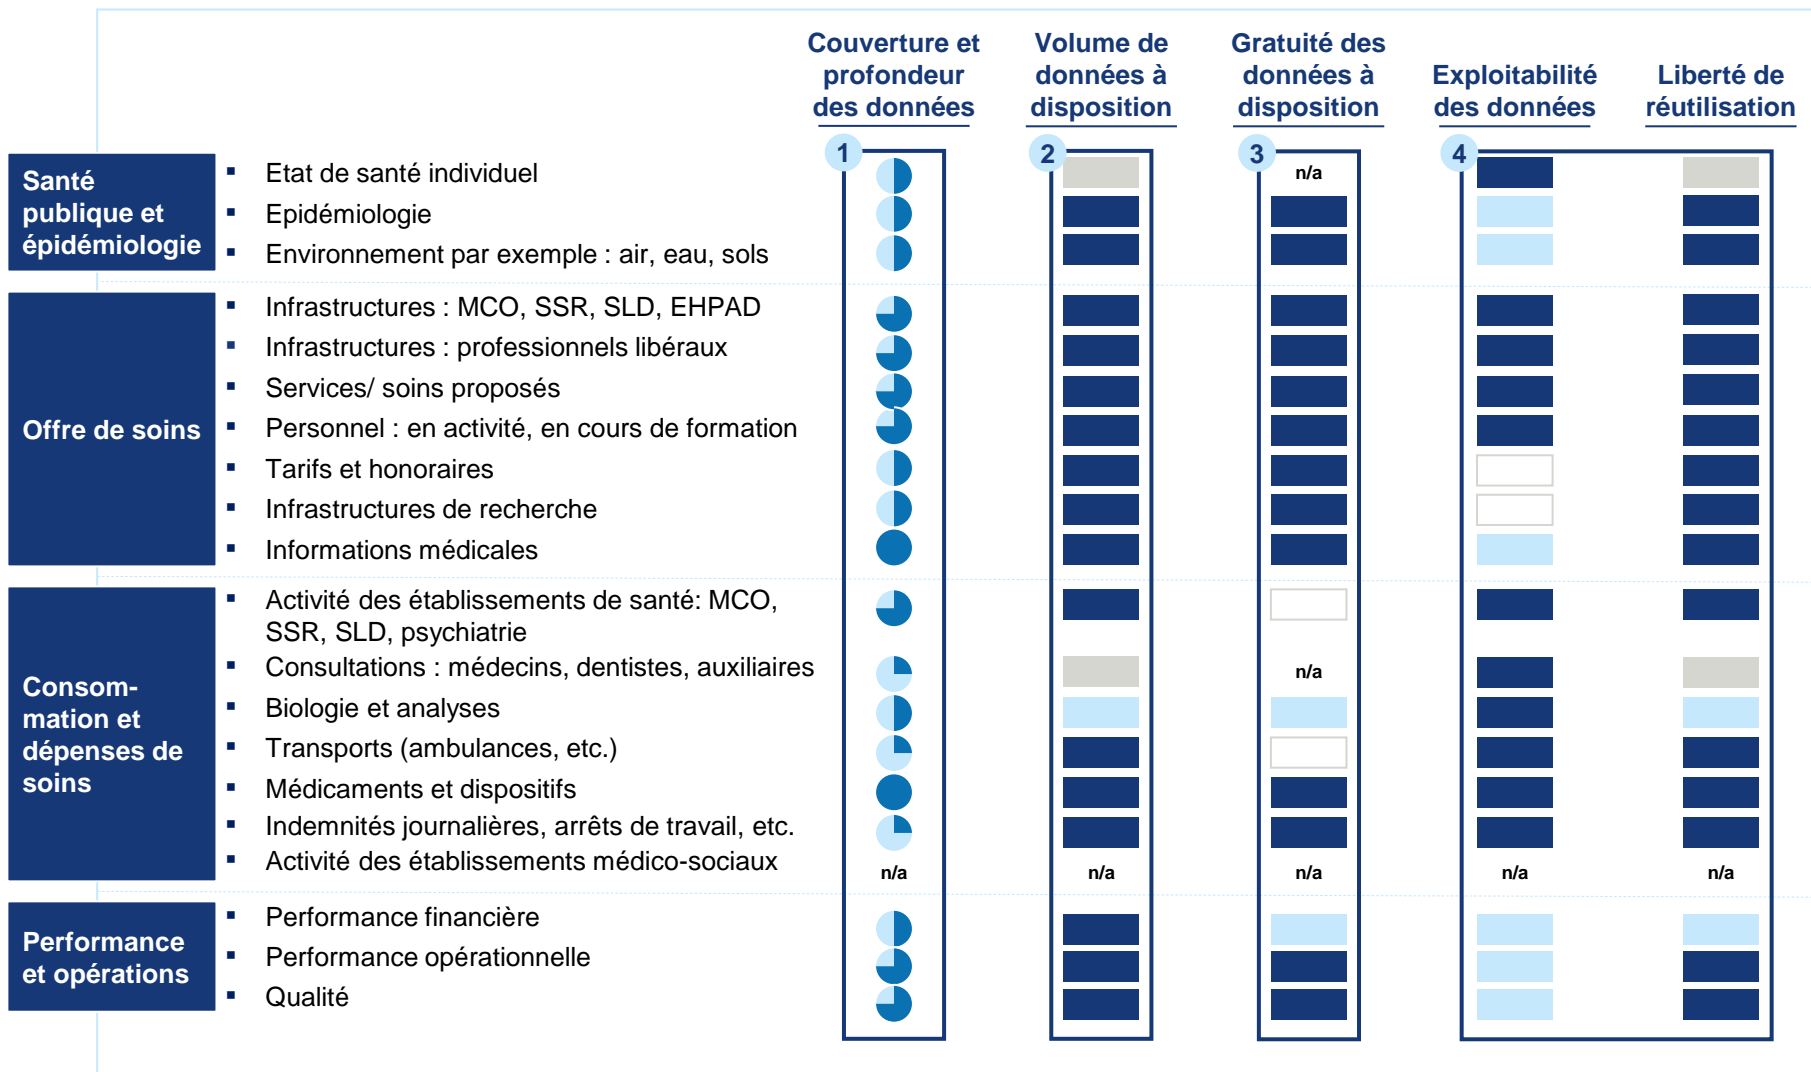 Couverture et
profondeur
des données
Volume de
données à
disposition
Gratuité des
données à
disposition
Exploitabilité
des données
Liberté de
réutilisation
1
2
3
4
Santé
publique et
épidémiologie
▪ Etat de santé individuel
n/a
▪ Epidémiologie
▪ Environnement par exemple : air, eau, sols
Offre de soins
▪ Infrastructures : MCO, SSR, SLD, EHPAD
▪ Infrastructures : professionnels libéraux
▪ Services/ soins proposés
▪ Personnel : en activité, en cours de formation
▪ Tarifs et honoraires
▪ Infrastructures de recherche
▪ Informations médicales
Consom-
mation et
dépenses de
soins
▪ Activité des établissements de santé: MCO,
SSR, SLD, psychiatrie
▪ Consultations : médecins, dentistes, auxiliaires
n/a
▪ Biologie et analyses
▪ Transports (ambulances, etc.)
▪ Médicaments et dispositifs
▪ Indemnités journalières, arrêts de travail, etc.
▪ Activité des établissements médico-sociaux
n/a n/a n/a n/a n/a
Performance
et opérations
▪ Performance financière
▪ Performance opérationnelle
▪ Qualité